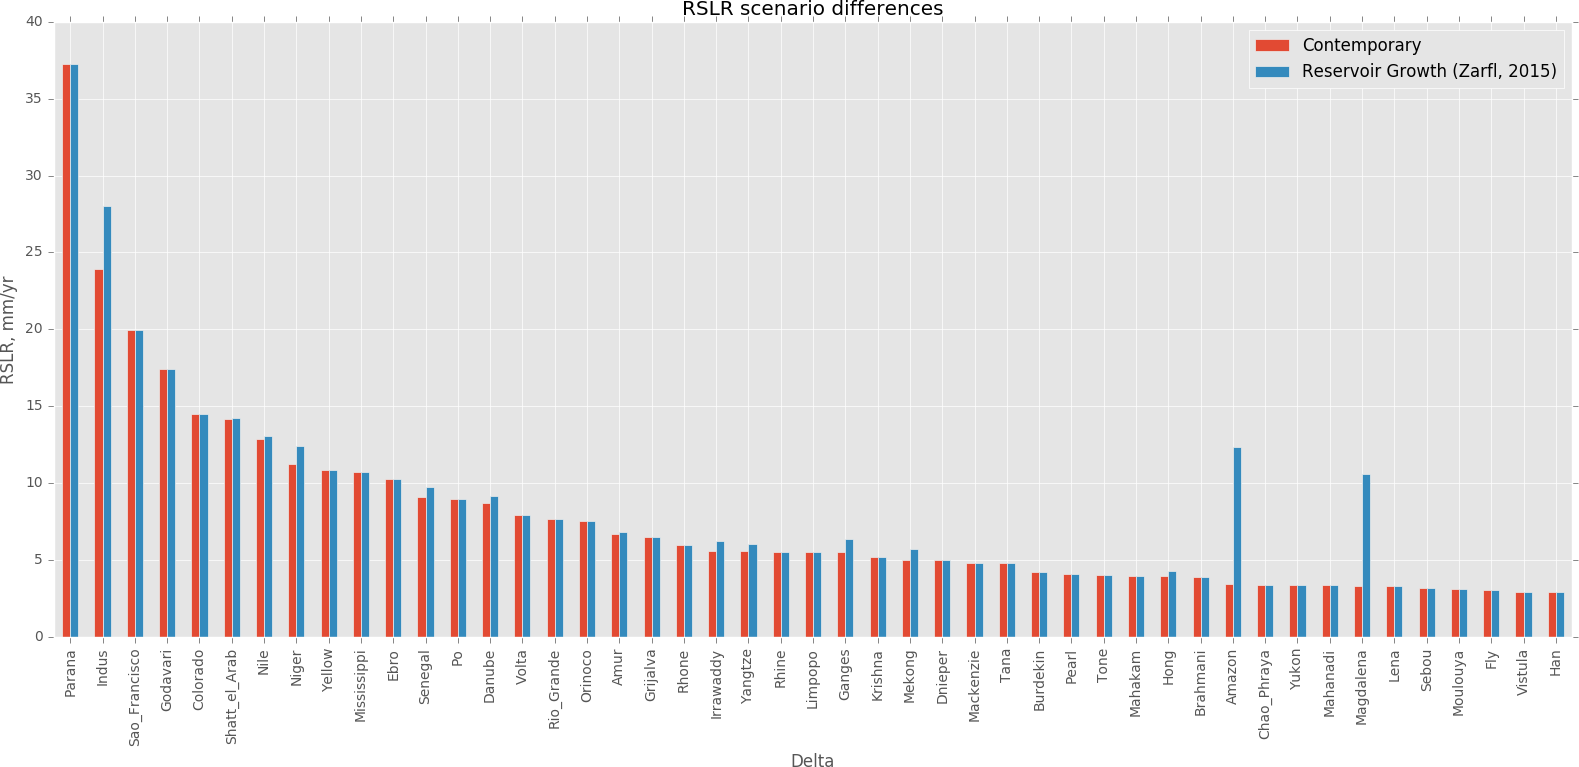 RSLR scenario differences
Contemporary
Reservoir Growth (Zarfl, 2015)
RSLR, mm/yr
40
35
30
25
20
15
10
5
0
Parana
Indus
Sao_Francisco
Godavari
Colorado
Shatt_el_Arab
Nile
Niger
Yellow
Mississippi
Ebro
Senegal
Po
Danube
Volta
Rio_Grande
Orinoco
Amur
Grijalva
Rhone
Irrawaddy
Yangtze
Rhine
Limpopo
Ganges
Krishna
Mekong
Dnieper
Mackenzie
Tana
Burdekin
Pearl
Tone
Mahakam
Hong
Brahmani
Amazon
Chao_Phraya
Yukon
Mahanadi
Magdalena
Lena
Sebou
Moulouya
Fly
Vistula
Han
Delta